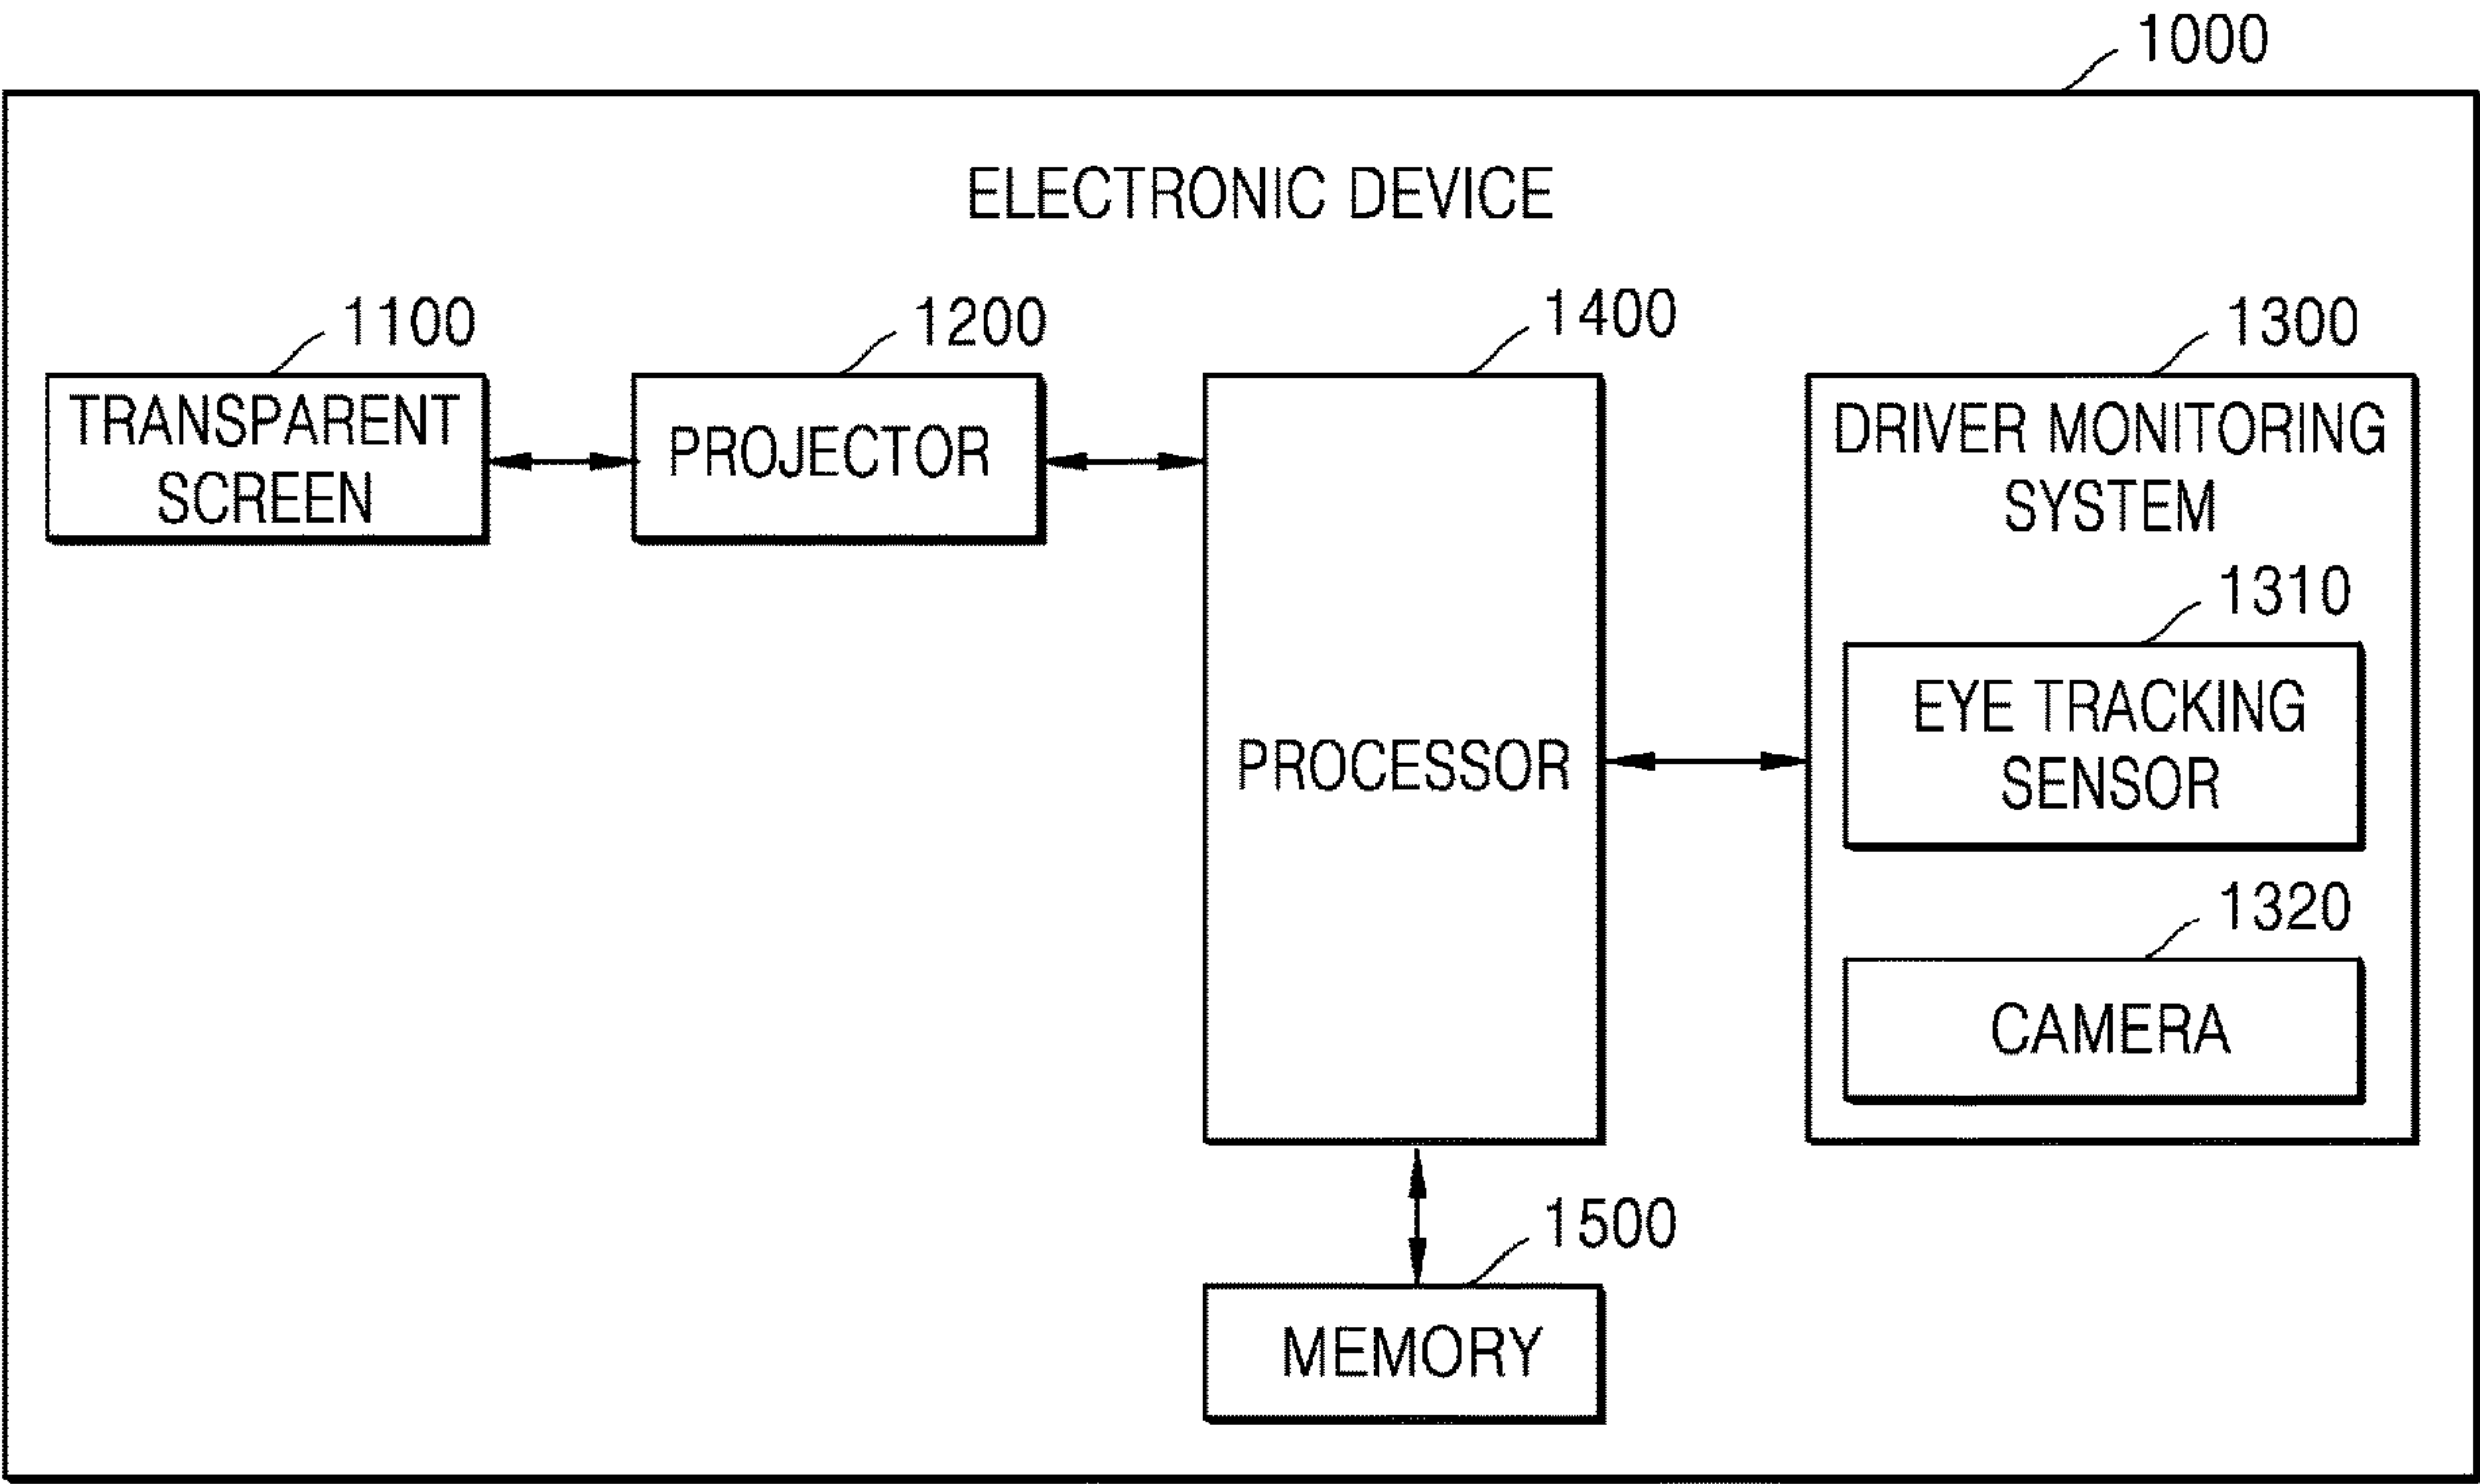 1000
ELECTRONIC DEVICE
1100
TRANSPARENT
SCREEN
1200
PROJECTOR
1400
PROCESSOR
1300
DRIVER MONITORING
SYSTEM
1310
EYE TRACKING
SENSOR
1320
CAMERA
1500
MEMORY